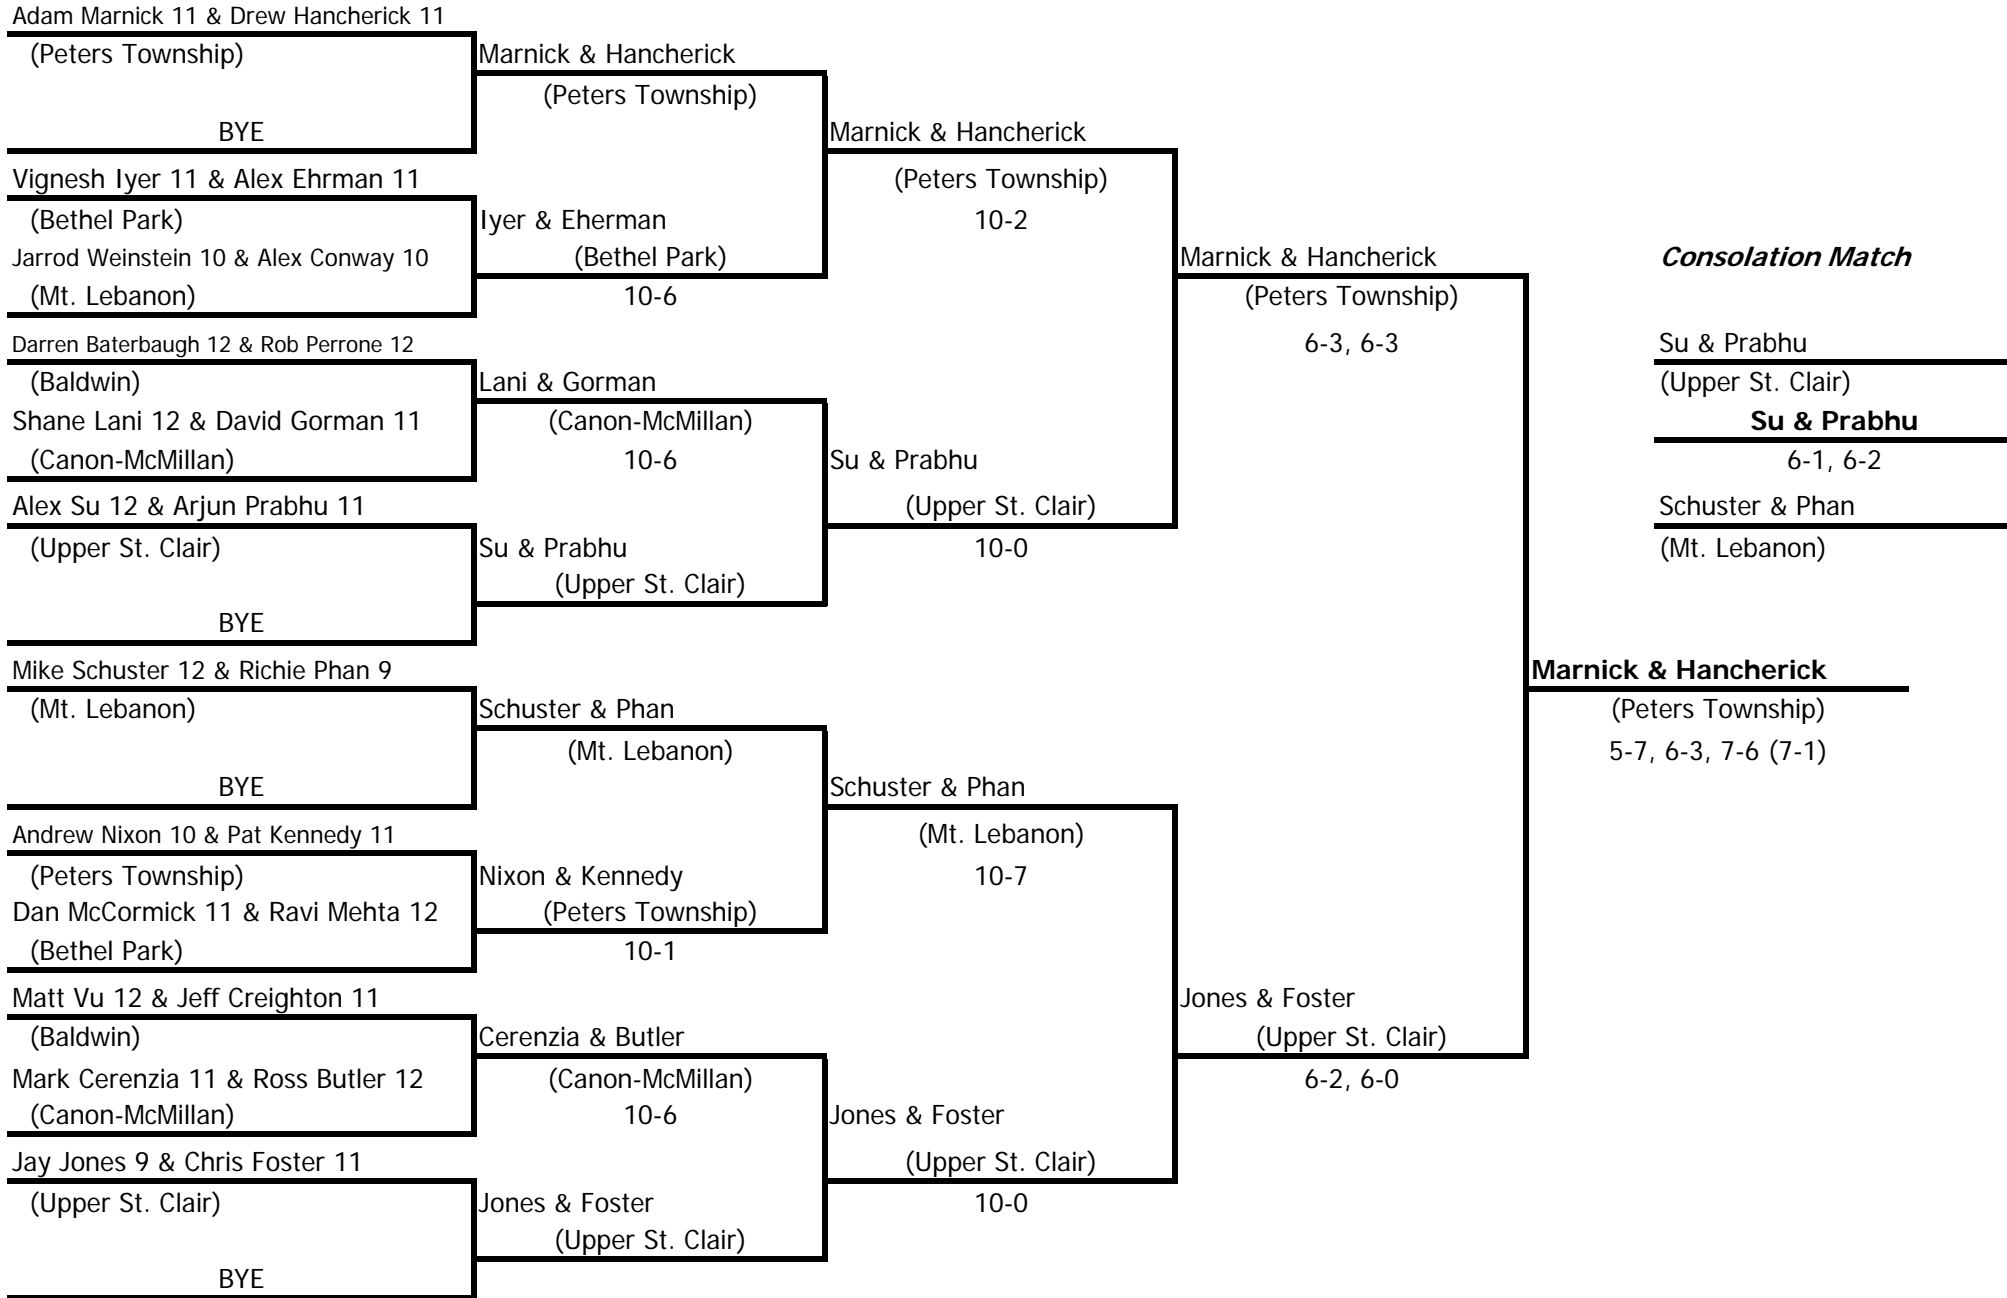 Adam Marnick 11 & Drew Hancherick 11
(Peters Township)
BYE
Vignesh Iyer 11 & Alex Ehrman 11
(Bethel Park)
Jarrod Weinstein 10 & Alex Conway 10
(Mt. Lebanon)
Darren Baterbaugh 12 & Rob Perrone 12
(Baldwin)
Shane Lani 12 & David Gorman 11
(Canon-McMillan)
Alex Su 12 & Arjun Prabhu 11
(Upper St. Clair)
BYE
Mike Schuster 12 & Richie Phan 9
(Mt. Lebanon)
BYE
Andrew Nixon 10 & Pat Kennedy 11
(Peters Township)
Dan McCormick 11 & Ravi Mehta 12
(Bethel Park)
Matt Vu 12 & Jeff Creighton 11
(Baldwin)
Mark Cerenzia 11 & Ross Butler 12
(Canon-McMillan)
Jay Jones 9 & Chris Foster 11
(Upper St. Clair)
BYE
Marnick & Hancherick
(Peters Township)
Iyer & Eherman
(Bethel Park)
10-6
Lani & Gorman
(Canon-McMillan)
10-6
Su & Prabhu
(Upper St. Clair)
Schuster & Phan
(Mt. Lebanon)
Nixon & Kennedy
(Peters Township)
10-1
Cerenzia & Butler
(Canon-McMillan)
10-6
Jones & Foster
(Upper St. Clair)
Marnick & Hancherick
(Peters Township)
10-2
Su & Prabhu
(Upper St. Clair)
10-0
Schuster & Phan
(Mt. Lebanon)
10-7
Jones & Foster
(Upper St. Clair)
10-0
Marnick & Hancherick
(Peters Township)
6-3, 6-3
Jones & Foster
(Upper St. Clair)
6-2, 6-0
Marnick & Hancherick
(Peters Township)
5-7, 6-3, 7-6 (7-1)
Consolation Match
Su & Prabhu
(Upper St. Clair)
Su & Prabhu
6-1, 6-2
Schuster & Phan
(Mt. Lebanon)